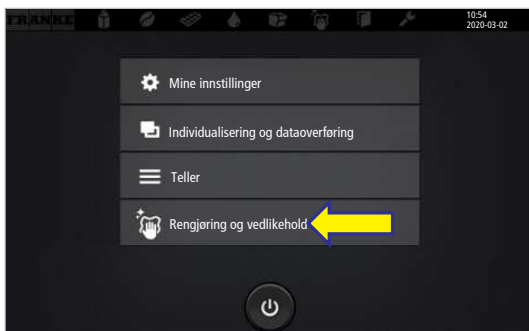 FRANKE
10:54
2020-03-02
Mine innstillinger
Individualisering og dataoverføring
Teller
Rengjøring og vedlikehold